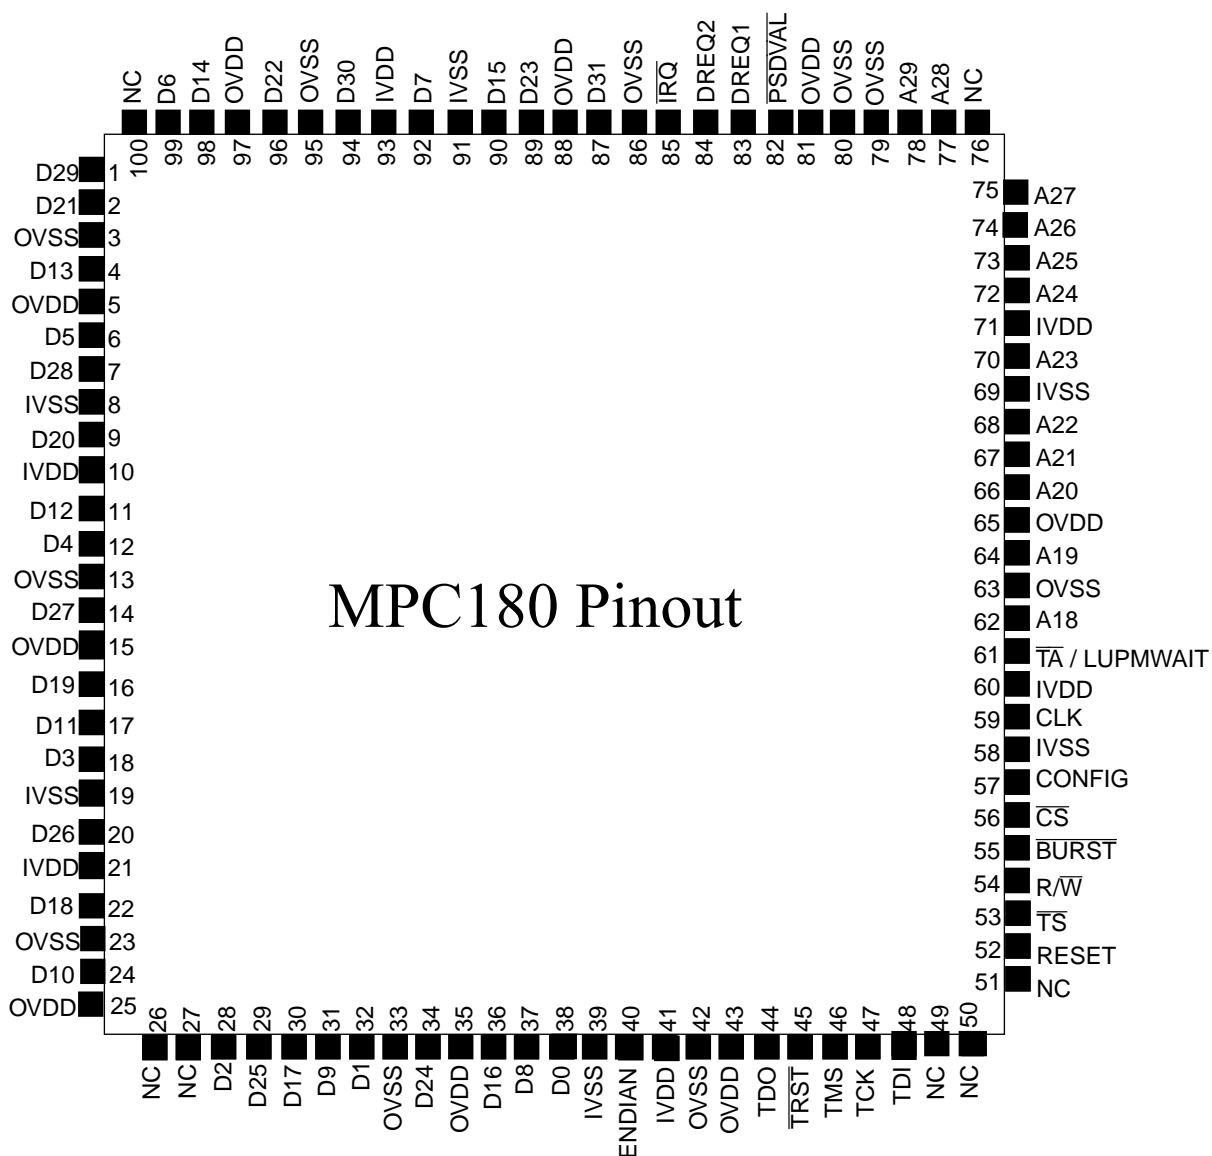 NC D6 D14 OVDD D22 OVSS D30 IVDD D7 IVSS D15 D23 OVDD D31 OVSS I̅R̅Q̅ DREQ2 DREQ1 P̅S̅D̅V̅A̅L̅ OVDD OVSS OVSS A29 A28 NC
100 99 98 97 96 95 94 93 92 91 90 89 88 87 86 85 84 83 82 81 80 79 78 77 76
D29 1
D21 2
OVSS 3
D13 4
OVDD 5
D5 6
D28 7
IVSS 8
D20 9
IVDD 10
D12 11
D4 12
OVSS 13
D27 14
OVDD 15
D19 16
D11 17
D3 18
IVSS 19
D26 20
IVDD 21
D18 22
OVSS 23
D10 24
OVDD 25
MPC180 Pinout
75 A27
74 A26
73 A25
72 A24
71 IVDD
70 A23
69 IVSS
68 A22
67 A21
66 A20
65 OVDD
64 A19
63 OVSS
62 A18
61 T̅A̅ / LUPMWAIT
60 IVDD
59 CLK
58 IVSS
57 CONFIG
56 C̅S̅
55 B̅U̅R̅S̅T̅
54 R/W̅
53 T̅S̅
52 RESET
51 NC
26 27 28 29 30 31 32 33 34 35 36 37 38 39 40 41 42 43 44 45 46 47 48 49 50
NC NC D2 D25 D17 D9 D1 OVSS D24 OVDD D16 D8 D0 IVSS ENDIAN IVDD OVSS OVDD TDO T̅R̅S̅T̅ TMS TCK TDI NC NC